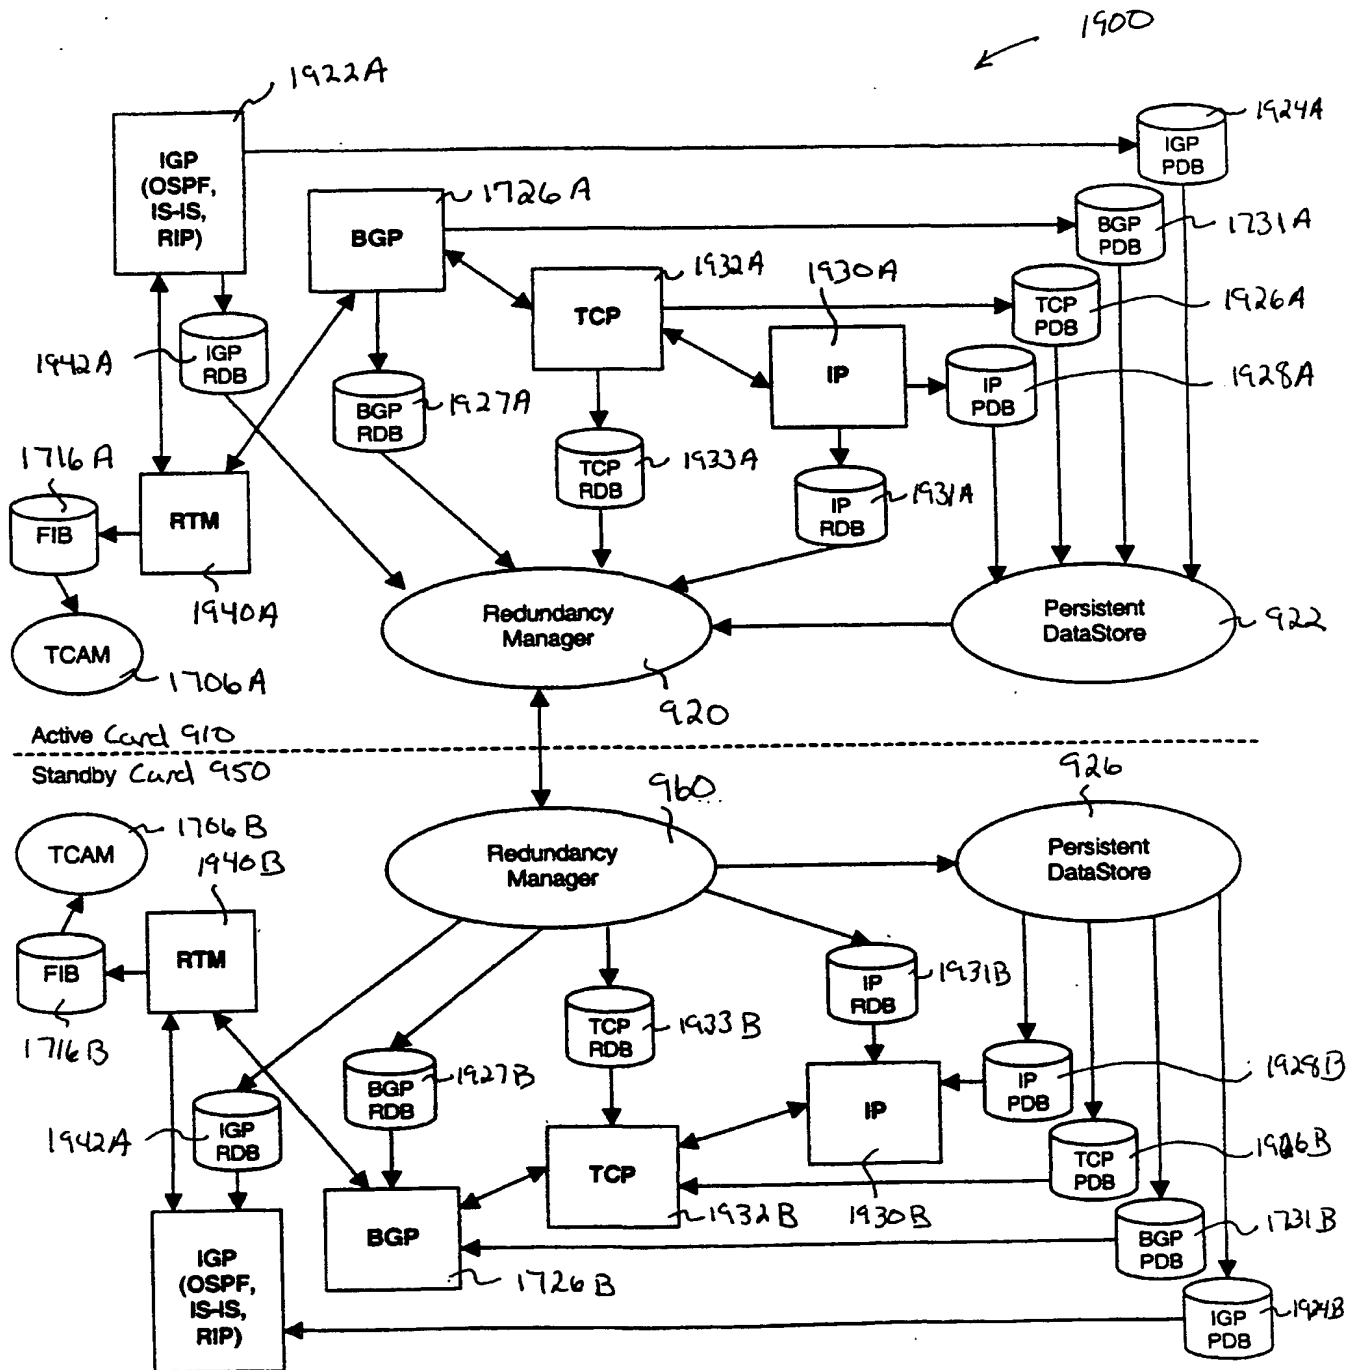 1900
1922A
IGP
(OSPF,
IS-IS,
RIP)
1924A
IGP
PDB
1726A
BGP
BGP
PDB
1731A
1932A
TCP
1930A
IP
TCP
PDB
1926A
IP
PDB
1928A
1942A
IGP
RDB
BGP
RDB
1927A
TCP
RDB
1933A
IP
RDB
1931A
1716A
FIB
RTM
1940A
TCAM
1706A
Redundancy
Manager
920
Persistent
DataStore
922
Active Card 910
Standby Card 950
960
926
TCAM
1706B
1940B
Redundancy
Manager
Persistent
DataStore
FIB
RTM
1716B
IP
RDB
1931B
TCP
RDB
1933B
BGP
RDB
1927B
IP
PDB
1928B
IP
1942A
IGP
RDB
TCP
1932B
1930B
TCP
PDB
1926B
BGP
1726B
BGP
PDB
1731B
IGP
(OSPF,
IS-IS,
RIP)
IGP
PDB
1924B